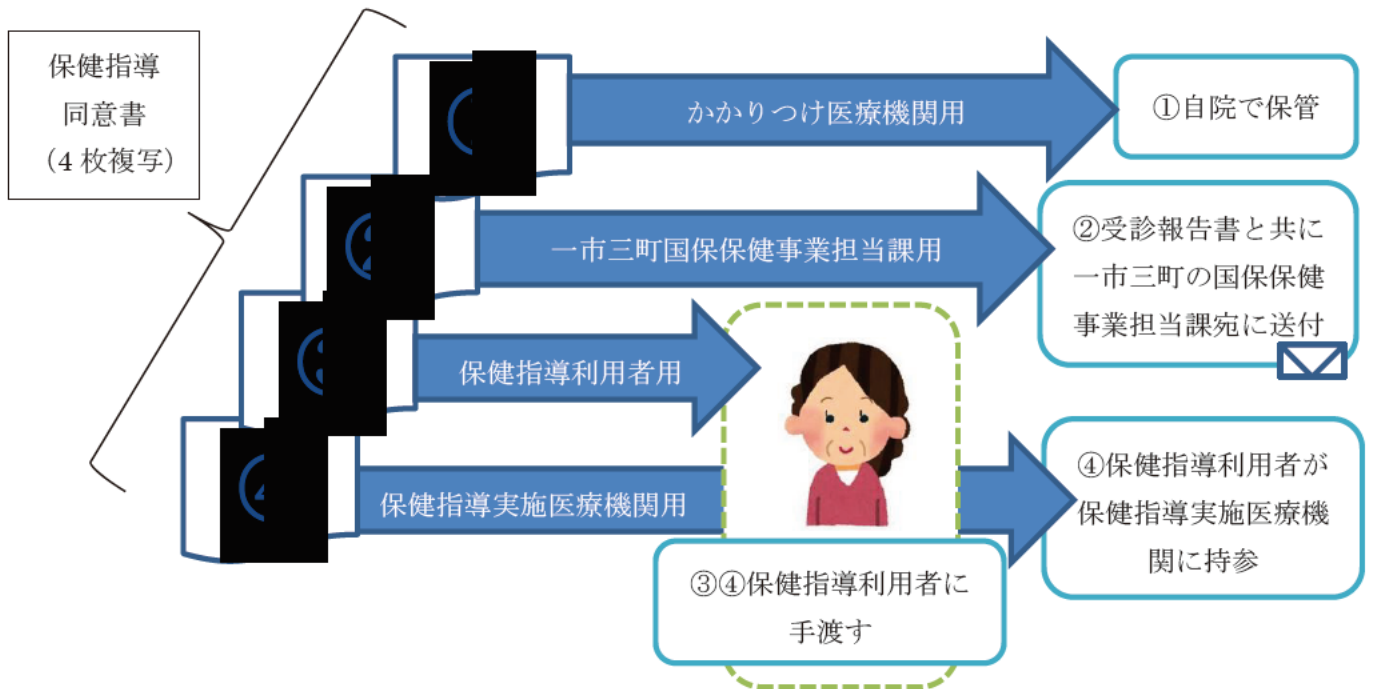 保健指導
同意書
（4 枚複写）
かかりつけ医療機関用
①自院で保管
一市三町国保保健事業担当課用
②受診報告書と共に
一市三町の国保保健
事業担当課宛に送付
保健指導利用者用
保健指導実施医療機関用
③④保健指導利用者に
手渡す
④保健指導利用者が
保健指導実施医療機
関に持参